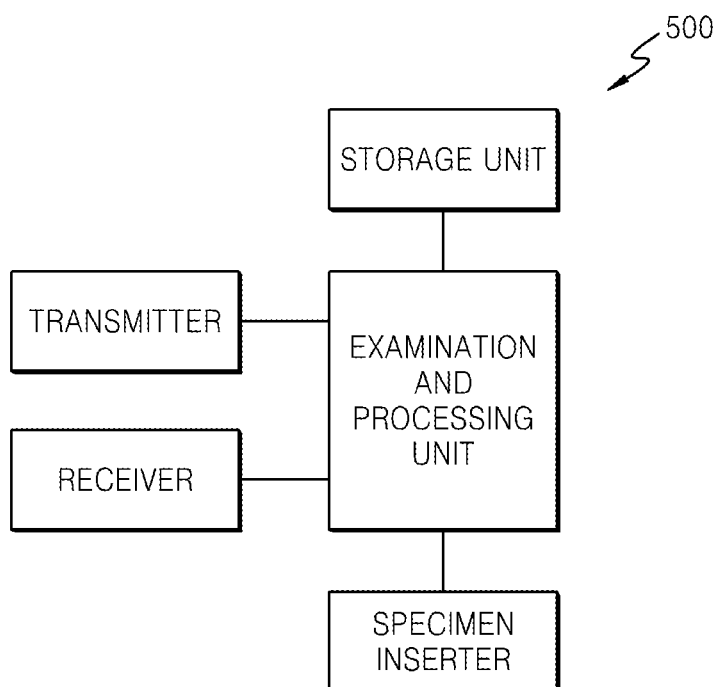 500
STORAGE UNIT
TRANSMITTER
EXAMINATION
AND
PROCESSING
UNIT
RECEIVER
SPECIMEN
INSERTER